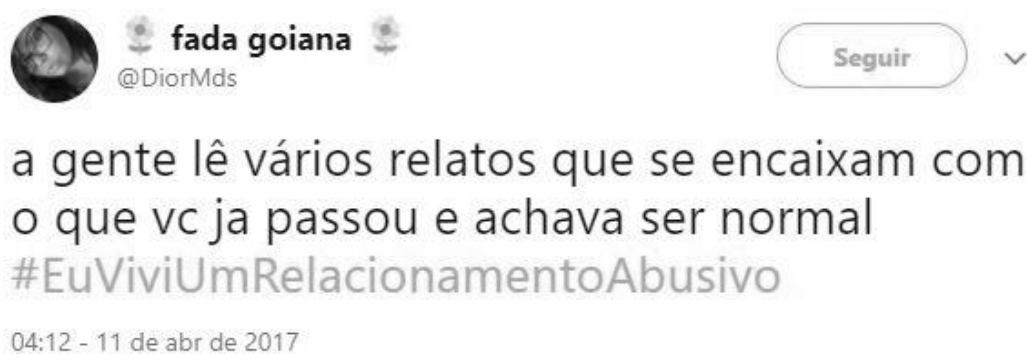 fada goiana
@DiorMds
Seguir
a gente lê vários relatos que se encaixam com
o que vc ja passou e achava ser normal
#EuViviUmRelacionamentoAbusivo
04:12 - 11 de abr de 2017